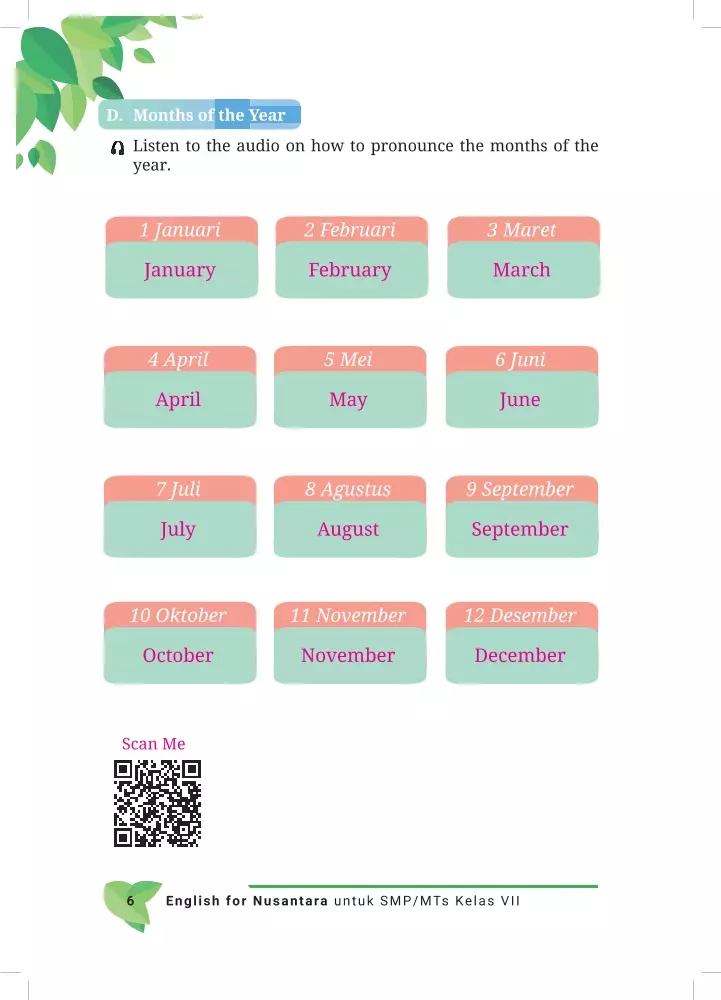 D. Months of the Year
Listen to the audio on how to pronounce the months of the
year.
1 Januari
January
2 Februari
February
3 Maret
March
4 April
April
5 Mei
May
6 Juni
June
7 Juli
July
8 Agustus
August
9 September
September
10 Oktober
October
11 November
November
12 Desember
December
Scan Me
6 English for Nusantara untuk SMP/MTs Kelas VII